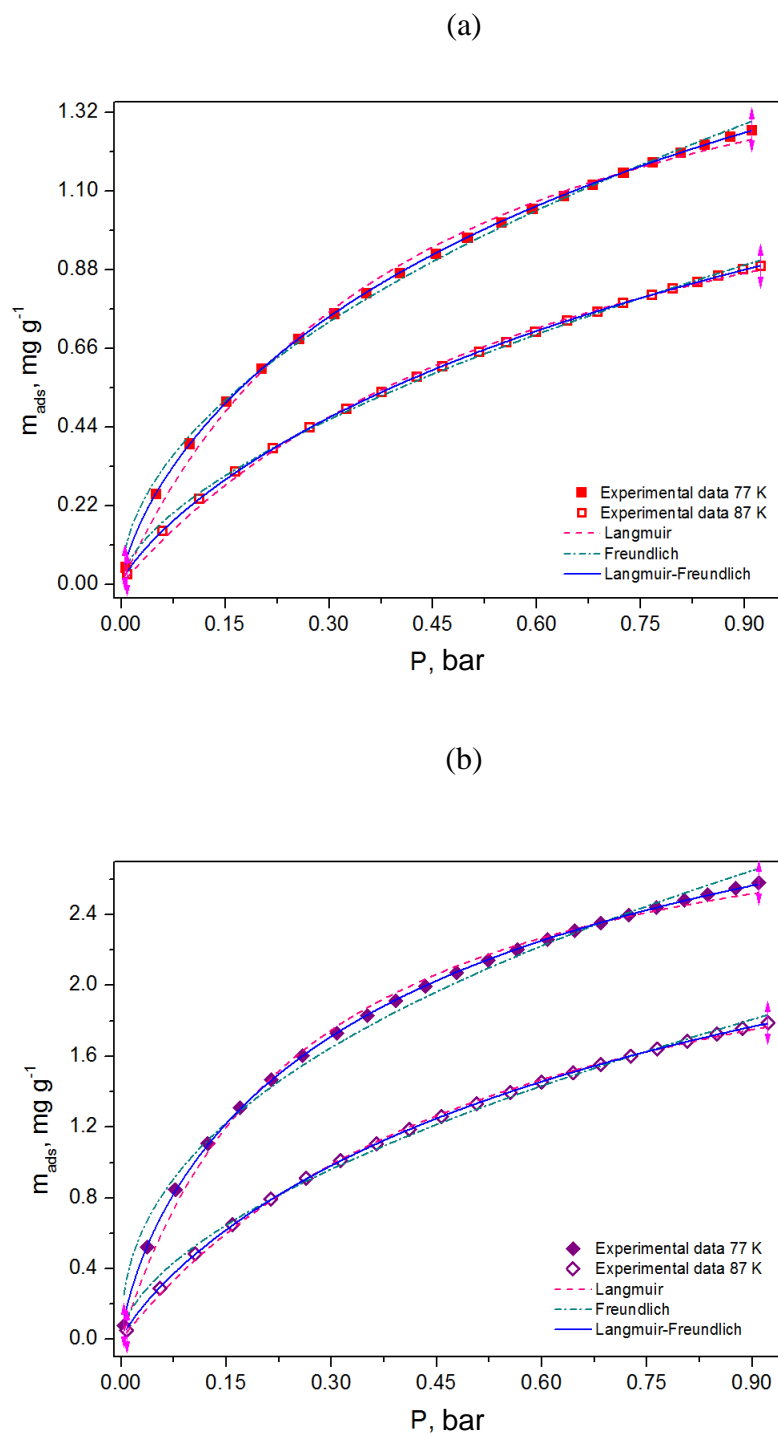 (a)
1.32
1.10
0.88
0.66
0.44
0.22
0.00
m_ads, mg g⁻¹
Experimental data 77 K
Experimental data 87 K
Langmuir
Freundlich
Langmuir-Freundlich
0.00 0.15 0.30 0.45 0.60 0.75 0.90
P, bar
(b)
2.4
2.0
1.6
1.2
0.8
0.4
0.0
m_ads, mg g⁻¹
Experimental data 77 K
Experimental data 87 K
Langmuir
Freundlich
Langmuir-Freundlich
0.00 0.15 0.30 0.45 0.60 0.75 0.90
P, bar